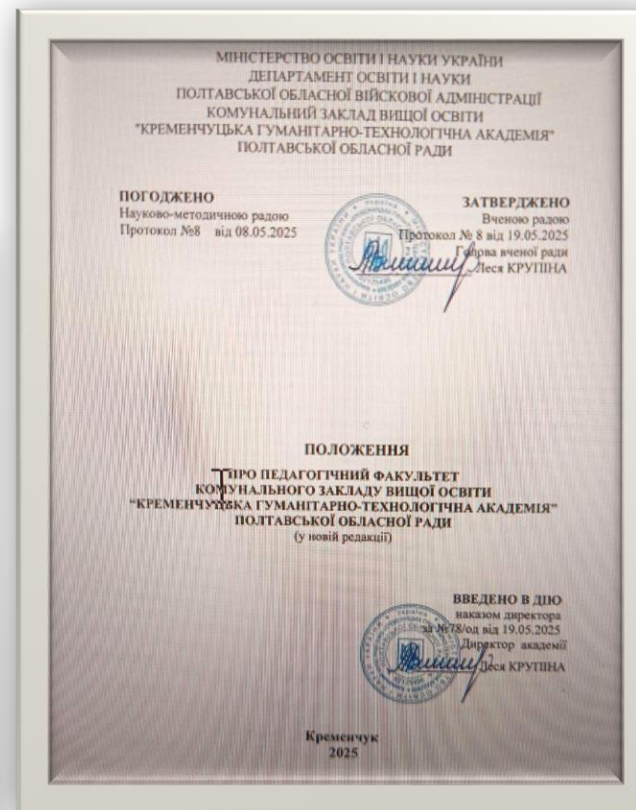 МІНІСТЕРСТВО ОСВІТИ І НАУКИ УКРАЇНИ
ДЕПАРТАМЕНТ ОСВІТИ І НАУКИ
ПОЛТАВСЬКОЇ ОБЛАСНОЇ ВІЙСКОВОЇ АДМІНІСТРАЦІЇ
КОМУНАЛЬНИЙ ЗАКЛАД ВИЩОЇ ОСВІТИ
"КРЕМЕНЧУЦЬКА ГУМАНІТАРНО-ТЕХНОЛОГІЧНА АКАДЕМІЯ"
ПОЛТАВСЬКОЇ ОБЛАСНОЇ РАДИ
ПОГОДЖЕНО
Науково-методичною радою
Протокол №8 від 08.05.2025
ЗАТВЕРДЖЕНО
Вченою радою
Протокол № 8 від 19.05.2025
Голова вченої ради
Леся КРУПІНА
ПОЛОЖЕННЯ
ПРО ПЕДАГОГІЧНИЙ ФАКУЛЬТЕТ
КОМУНАЛЬНОГО ЗАКЛАДУ ВИЩОЇ ОСВІТИ
"КРЕМЕНЧУЦЬКА ГУМАНІТАРНО-ТЕХНОЛОГІЧНА АКАДЕМІЯ"
ПОЛТАВСЬКОЇ ОБЛАСНОЇ РАДИ
(у новій редакції)
ВВЕДЕНО В ДІЮ
наказом директора
за №78/од від 19.05.2025
Директор академії
Леся КРУПІНА
Кременчук
2025